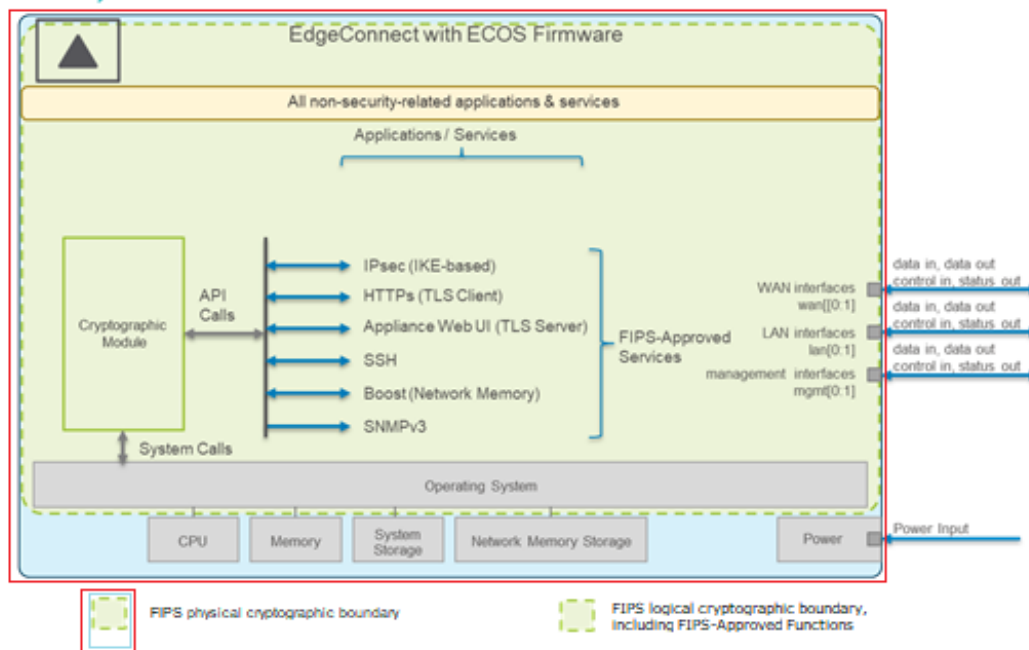 EdgeConnect with ECOS Firmware
All non-security-related applications & services
Applications / Services
IPsec (IKE-based)
HTTPs (TLS Client)
Appliance Web UI (TLS Server)
SSH
Boost (Network Memory)
SNMPv3
API
Calls
Cryptographic
Module
System Calls
FIPS-Approved
Services
WAN interfaces
wan[[0:1]
LAN interfaces
lan[0:1]
management interfaces
mgmt[0:1]
data in, data out
control in, status out
data in, data out
control in, status out
data in, data out
control in, status out
Operating System
CPU
Memory
System
Storage
Network Memory Storage
Power
Power Input
FIPS physical cryptographic boundary
FIPS logical cryptographic boundary,
including FIPS-Approved Functions